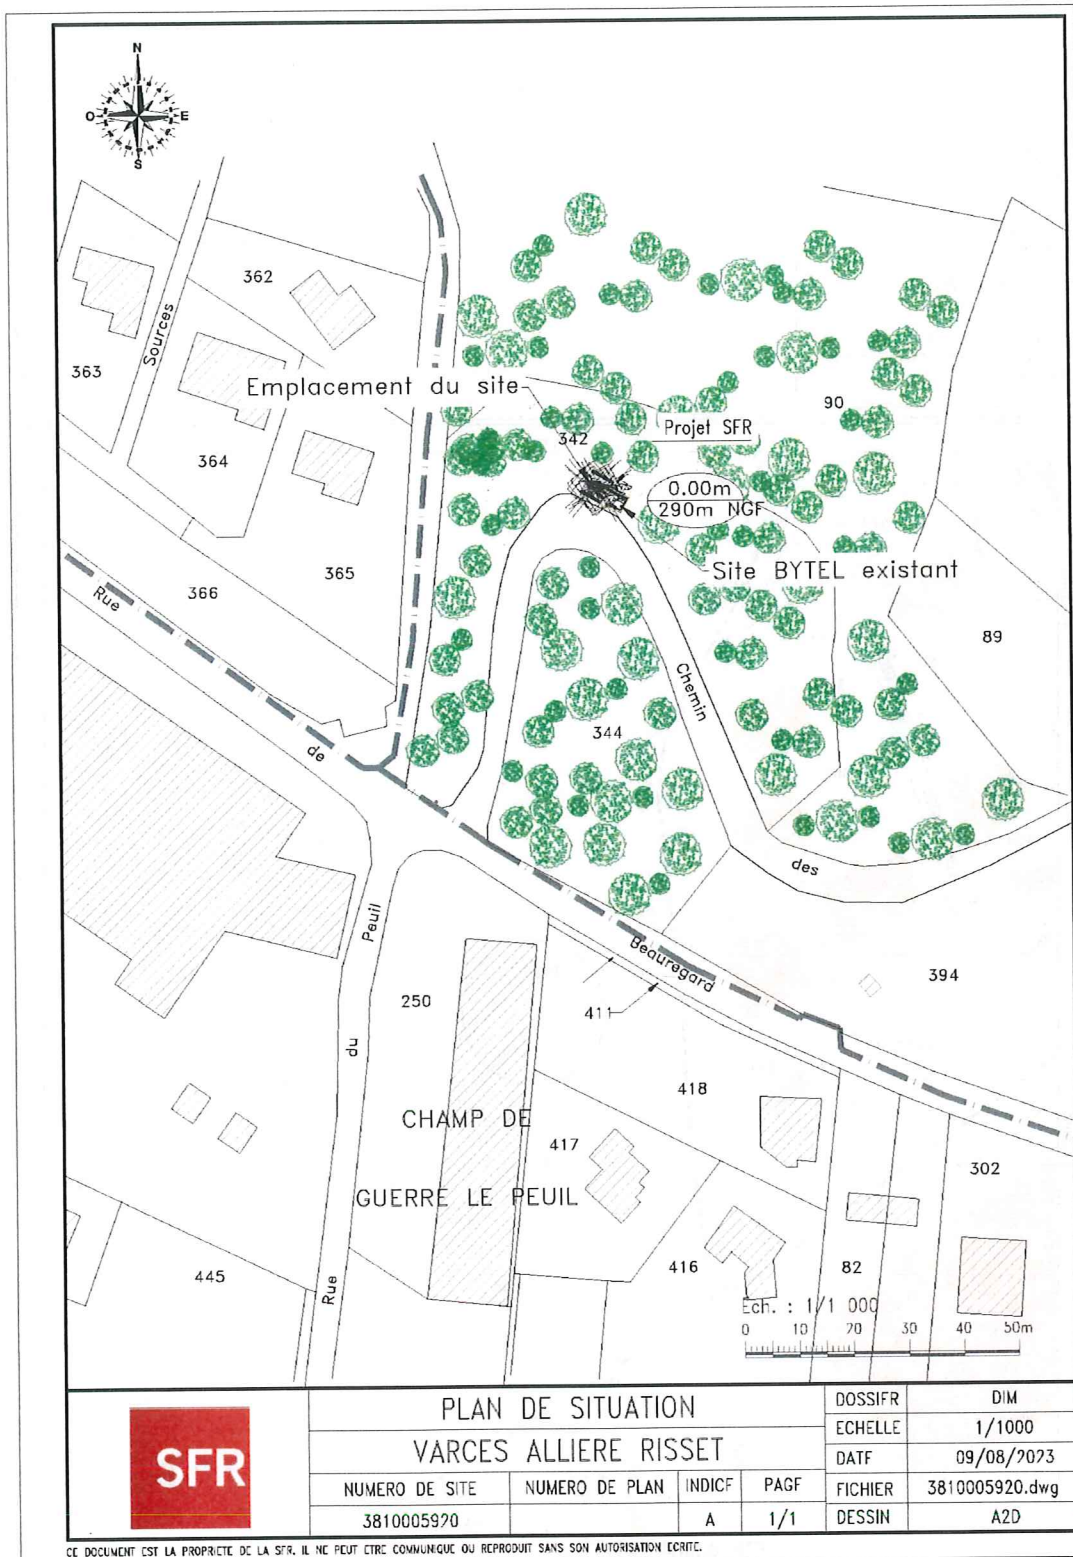 N
O
E
S
362
Sources
363
Emplacement du site
90
Projet SFR
342
364
0.00m
290m NGF
Site BYTEL existant
365
366
Rue
89
Chemin
344
de
des
Peuil
Beauregard
394
250
411
du
418
CHAMP DE
417
302
GUERRE LE PEUIL
416
82
445
Rue
Ech. : 1/1 000
0 10 20 30 40 50m
SFR
PLAN DE SITUATION
VARCES ALLIERE RISSET
NUMERO DE SITE
NUMERO DE PLAN
INDICE
PAGE
3810005920
A
1/1
DOSSIER
DIM
ECHELLE
1/1000
DATE
09/08/2023
FICHIER
3810005920.dwg
DESSIN
A2D
CE DOCUMENT EST LA PROPRIETE DE LA SFR. IL NE PEUT ETRE COMMUNIQUE OU REPRODUIT SANS SON AUTORISATION ECRITE.